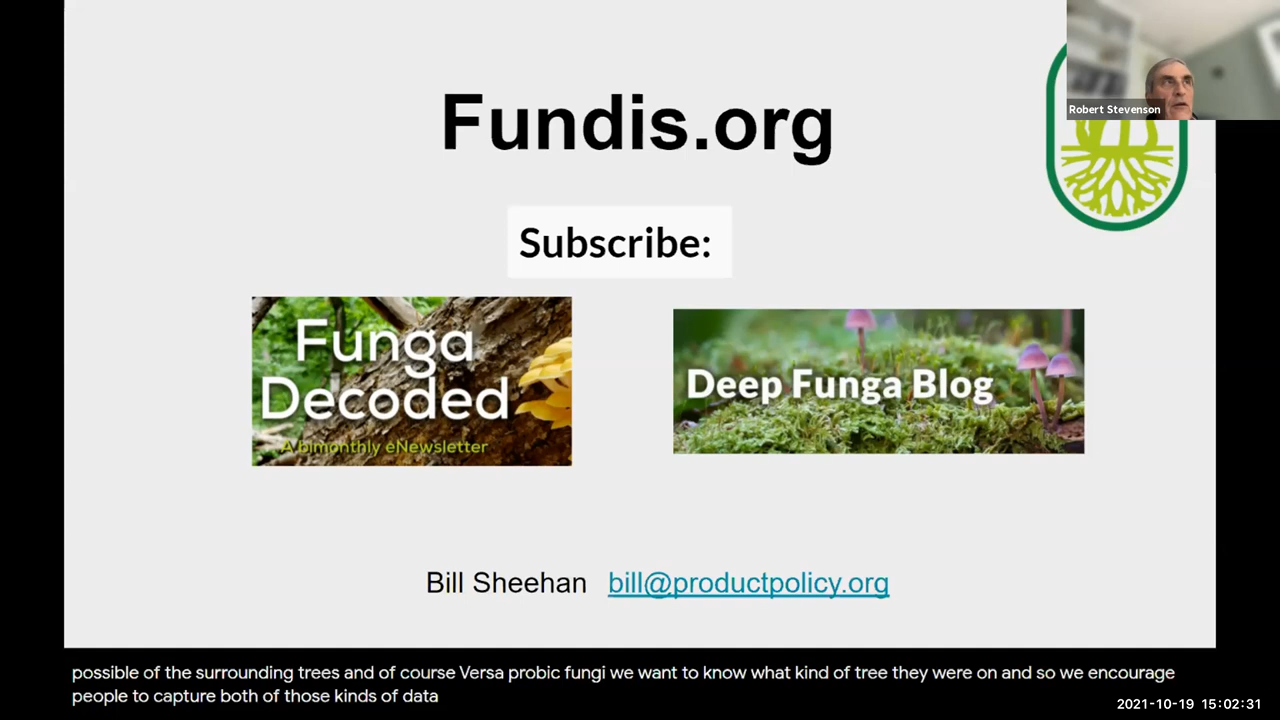 Fundis.org
Robert Stevenson
Subscribe:
Funga
Decoded
A bimonthly eNewsletter
Deep Funga Blog
Bill Sheehan bill@productpolicy.org
possible of the surrounding trees and of course Versa probic fungi we want to know what kind of tree they were on and so we encourage
people to capture both of those kinds of data
2021-10-19 15:02:31